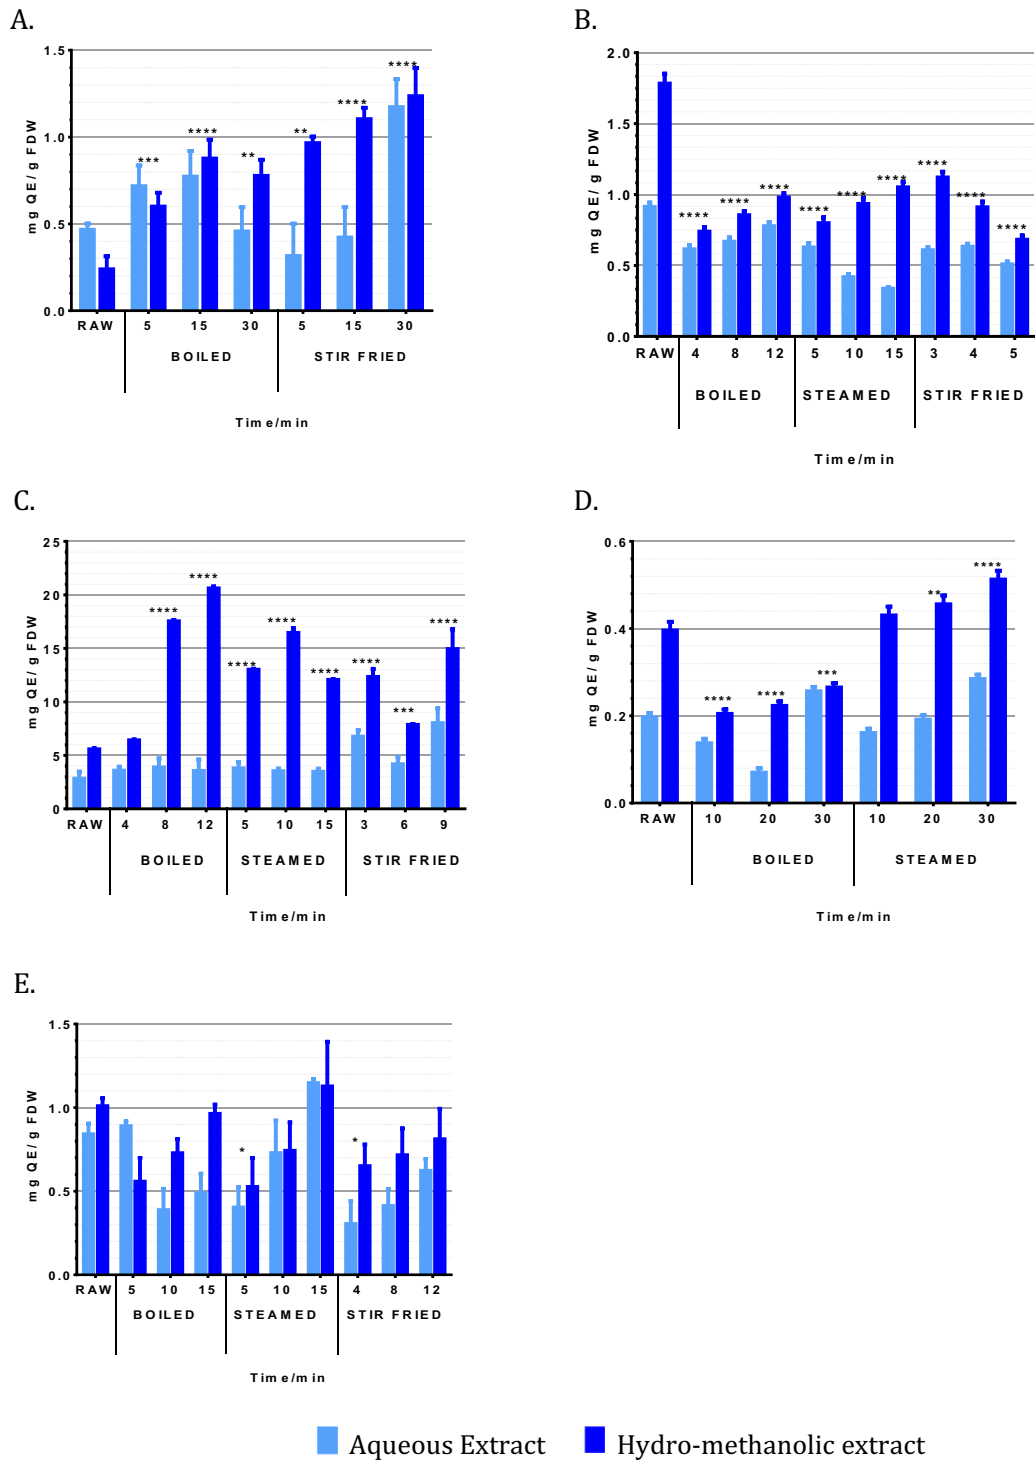 A.
1.5
1.0
0.5
0.0
mg QE/ g FDW
*** **** ** ** **** ****
RAW 5 15 30 5 15 30
BOILED STIR FRIED
Time/min
B.
2.0
1.5
1.0
0.5
0.0
mg QE/ g FDW
**** **** **** **** **** **** **** **** ****
RAW 4 8 12 5 10 15 3 4 5
BOILED STEAMED STIR FRIED
Time/min
C.
25
20
15
10
5
0
mg QE/ g FDW
**** **** **** **** **** **** *** ****
RAW 4 8 12 5 10 15 3 6 9
BOILED STEAMED STIR FRIED
Time/min
D.
0.6
0.4
0.2
0.0
mg QE/ g FDW
**** **** *** ** ****
RAW 10 20 30 10 20 30
BOILED STEAMED
Time/min
E.
1.5
1.0
0.5
0.0
mg QE/ g FDW
* *
RAW 5 10 15 5 10 15 4 8 12
BOILED STEAMED STIR FRIED
Time/min
Aqueous Extract Hydro-methanolic extract